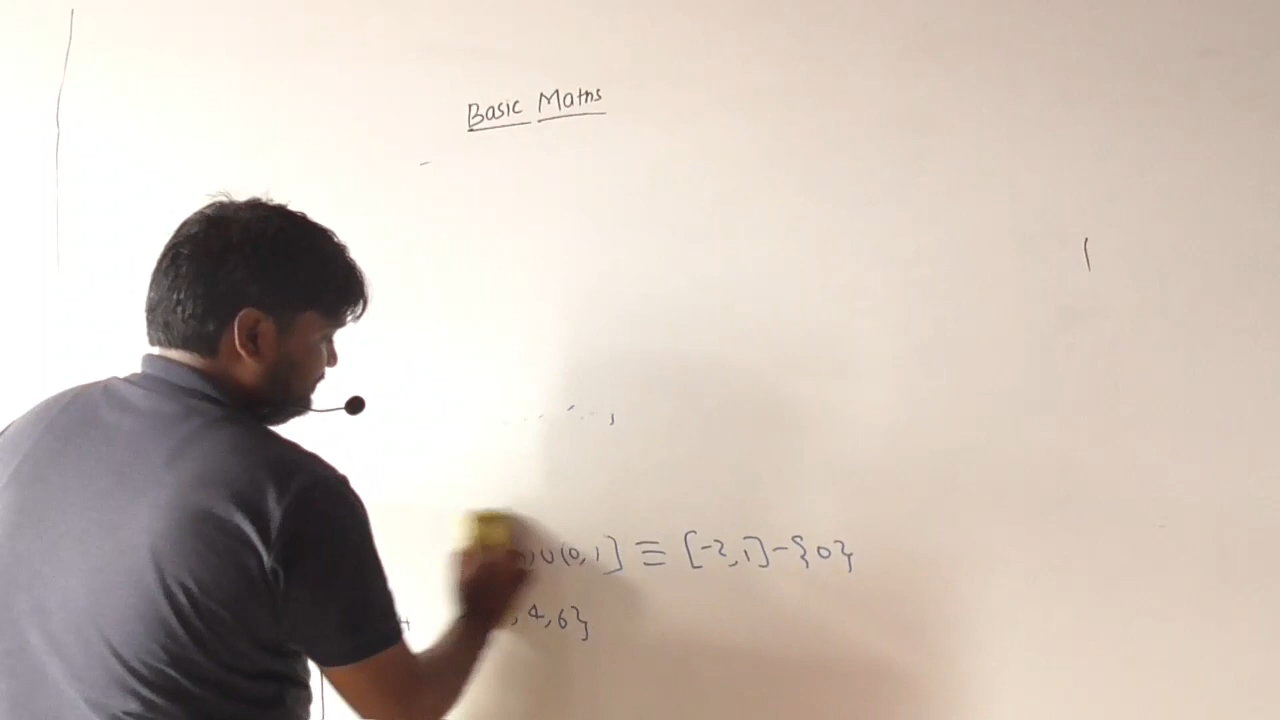 Basic Maths
)∪(0,1] ≡ [-2,1]-{0}
,4,6}